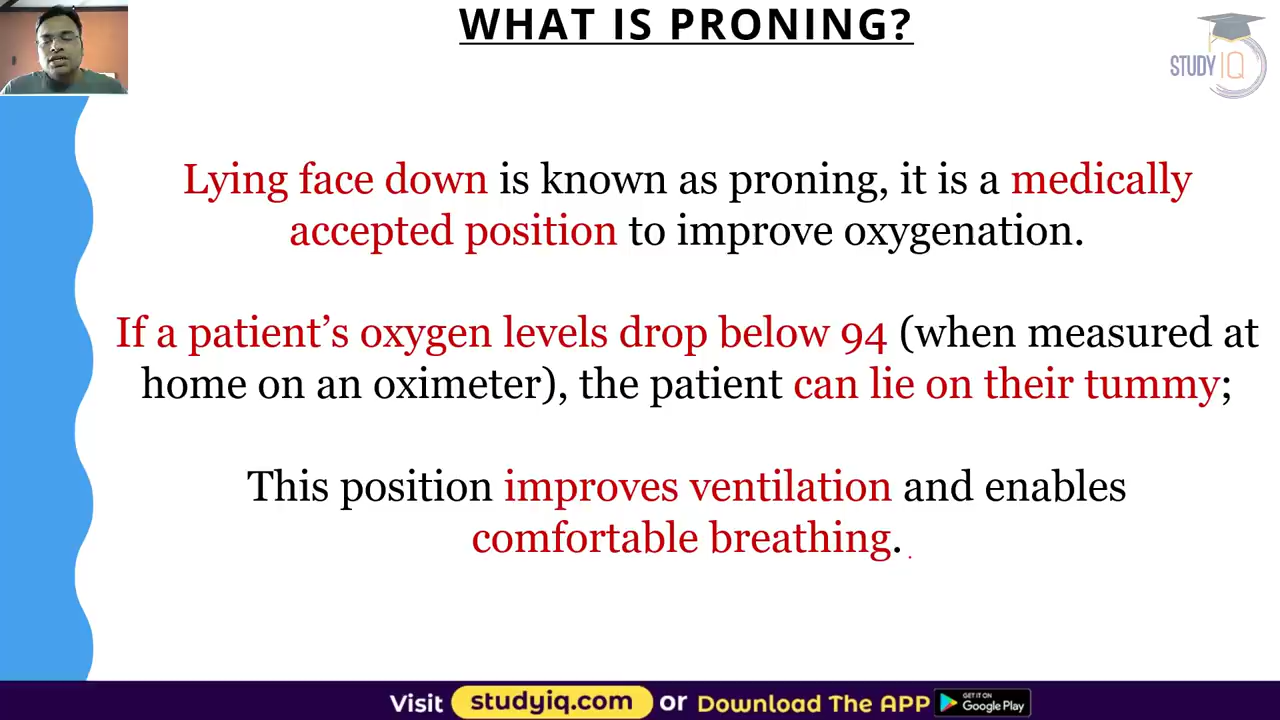 WHAT IS PRONING?
STUDY IQ
Lying face down is known as proning, it is a medically
accepted position to improve oxygenation.
If a patient’s oxygen levels drop below 94 (when measured at
home on an oximeter), the patient can lie on their tummy;
This position improves ventilation and enables
comfortable breathing.
Visit studyiq.com or Download The APP GET IT ON Google Play